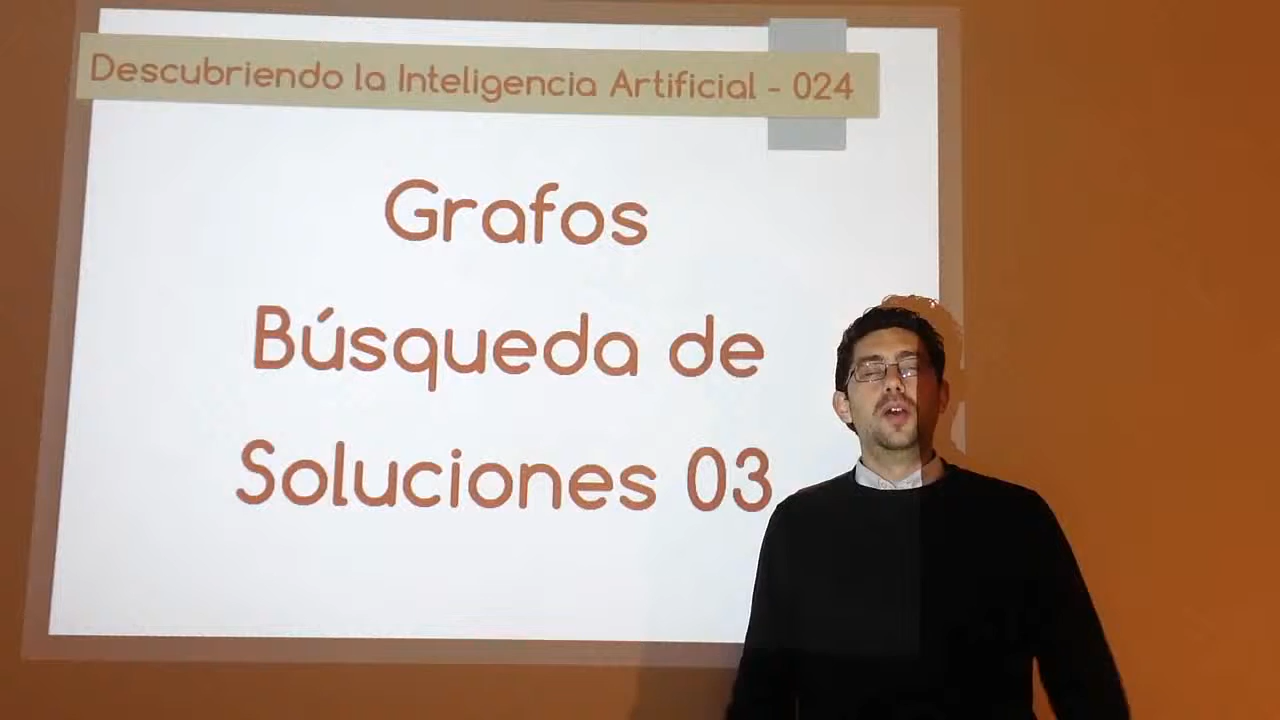 Descubriendo la Inteligencia Artificial - 024
Grafos
Búsqueda de
Soluciones 03